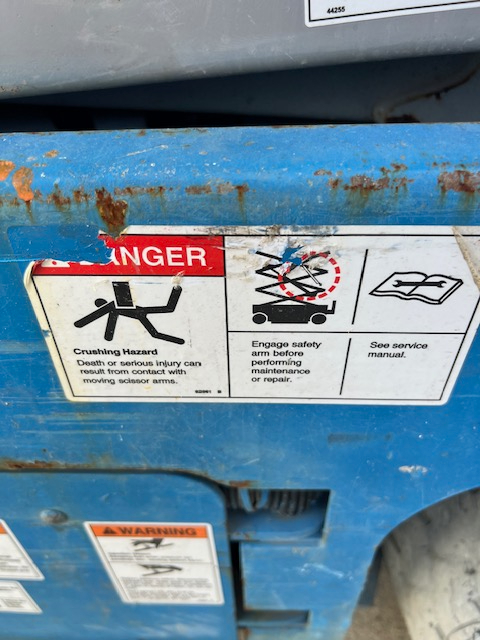 44255
DANGER
Crushing Hazard
Death or serious injury can
result from contact with
moving scissor arms.
Engage safety
arm before
performing
maintenance
or repair.
See service
manual.
WARNING